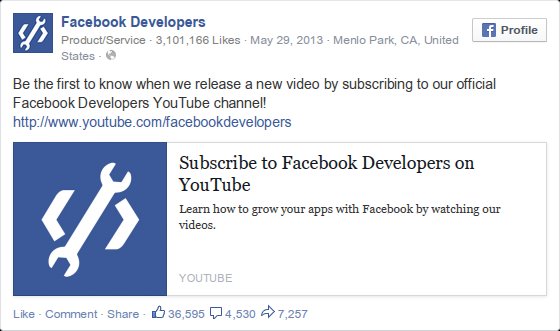 Facebook Developers
Product/Service · 3,101,166 Likes · May 29, 2013 · Menlo Park, CA, United
States ·
Profile
Be the first to know when we release a new video by subscribing to our official
Facebook Developers YouTube channel!
http://www.youtube.com/facebookdevelopers
Subscribe to Facebook Developers on
YouTube
Learn how to grow your apps with Facebook by watching our
videos.
YOUTUBE
Like · Comment · Share · 36,595 4,530 7,257